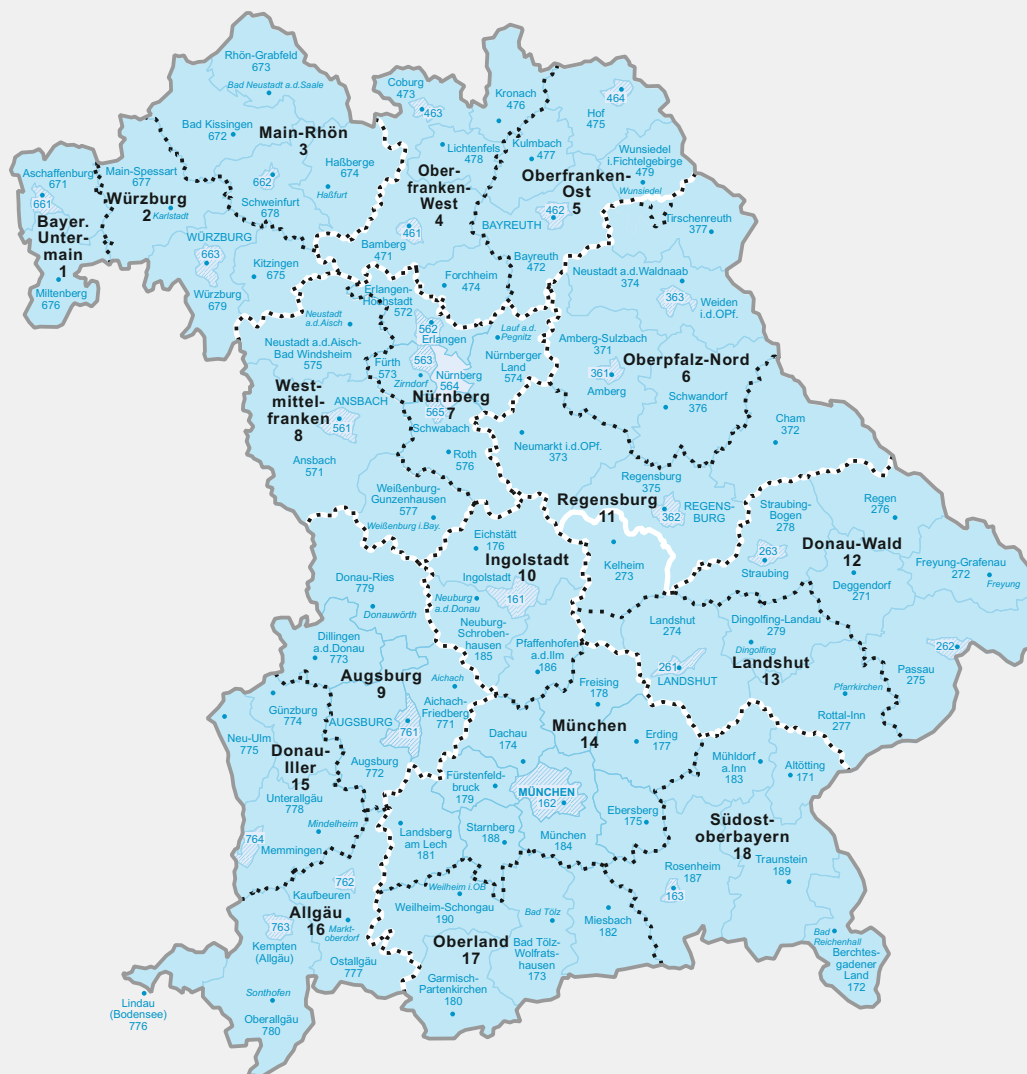 Rhön-Grabfeld
673
Bad Neustadt a.d.Saale
Bad Kissingen
672
Main-Rhön
3
Haßberge
674
Haßfurt
662
Schweinfurt
678
Coburg
473
463
Kronach
476
Lichtenfels
478
Kulmbach
477
Hof
475
464
Wunsiedel
i.Fichtelgebirge
479
Wunsiedel
Ober-
franken-
West
4
Oberfranken-
Ost
5
462
BAYREUTH
Bayreuth
472
461
Bamberg
471
Forchheim
474
Tirschenreuth
377
Aschaffenburg
671
661
Bayer.
Unter-
main
1
Miltenberg
676
Main-Spessart
677
Würzburg
2
Karlstadt
WÜRZBURG
663
Würzburg
679
Kitzingen
675
Erlangen-
Höchstadt
572
562
Erlangen
Neustadt
a.d.Aisch
Neustadt a.d.Aisch-
Bad Windsheim
575
Fürth
573
563
Zirndorf
Nürnberg
564
Nürnberg
7
565
Schwabach
Lauf a.d.
Pegnitz
Nürnberger
Land
574
Roth
576
West-
mittel-
franken
8
ANSBACH
561
Ansbach
571
Weißenburg-
Gunzenhausen
577
Weißenburg i.Bay.
Neustadt a.d.Waldnaab
374
363
Weiden
i.d.OPf.
Amberg-Sulzbach
371
361
Amberg
Oberpfalz-Nord
6
Schwandorf
376
Cham
372
Neumarkt i.d.OPf.
373
Regensburg
375
362
REGENS-
BURG
Regensburg
11
Kelheim
273
Straubing-
Bogen
278
263
Straubing
Regen
276
Donau-Wald
12
Deggendorf
271
Freyung-Grafenau
272
Freyung
262
Passau
275
Eichstätt
176
Ingolstadt
10
Ingolstadt
161
Neuburg
a.d.Donau
Neuburg-
Schroben-
hausen
185
Pfaffenhofen
a.d.Ilm
186
Landshut
274
261
LANDSHUT
Dingolfing-Landau
279
Dingolfing
Landshut
13
Pfarrkirchen
Rottal-Inn
277
Donau-Ries
779
Donauwörth
Dillingen
a.d.Donau
773
Augsburg
9
Aichach
Aichach-
Friedberg
771
AUGSBURG
761
Augsburg
772
Günzburg
774
Neu-Ulm
775
Donau-
Iller
15
Unterallgäu
778
Mindelheim
764
Memmingen
Freising
178
München
14
Erding
177
Dachau
174
Fürstenfeld-
bruck
179
MÜNCHEN
162
München
184
Ebersberg
175
Starnberg
188
Landsberg
am Lech
181
Mühldorf
a.Inn
183
Altötting
171
Südost-
oberbayern
18
Rosenheim
187
163
Traunstein
189
Bad
Reichenhall
Berchtes-
gadener
Land
172
762
Kaufbeuren
Allgäu
16
763
Kempten
(Allgäu)
Markt-
oberdorf
Ostallgäu
777
Lindau
(Bodensee)
776
Sonthofen
Oberallgäu
780
Weilheim i.OB
Weilheim-Schongau
190
Oberland
17
Bad Tölz
Bad Tölz-
Wolfrats-
hausen
173
Miesbach
182
Garmisch-
Partenkirchen
180